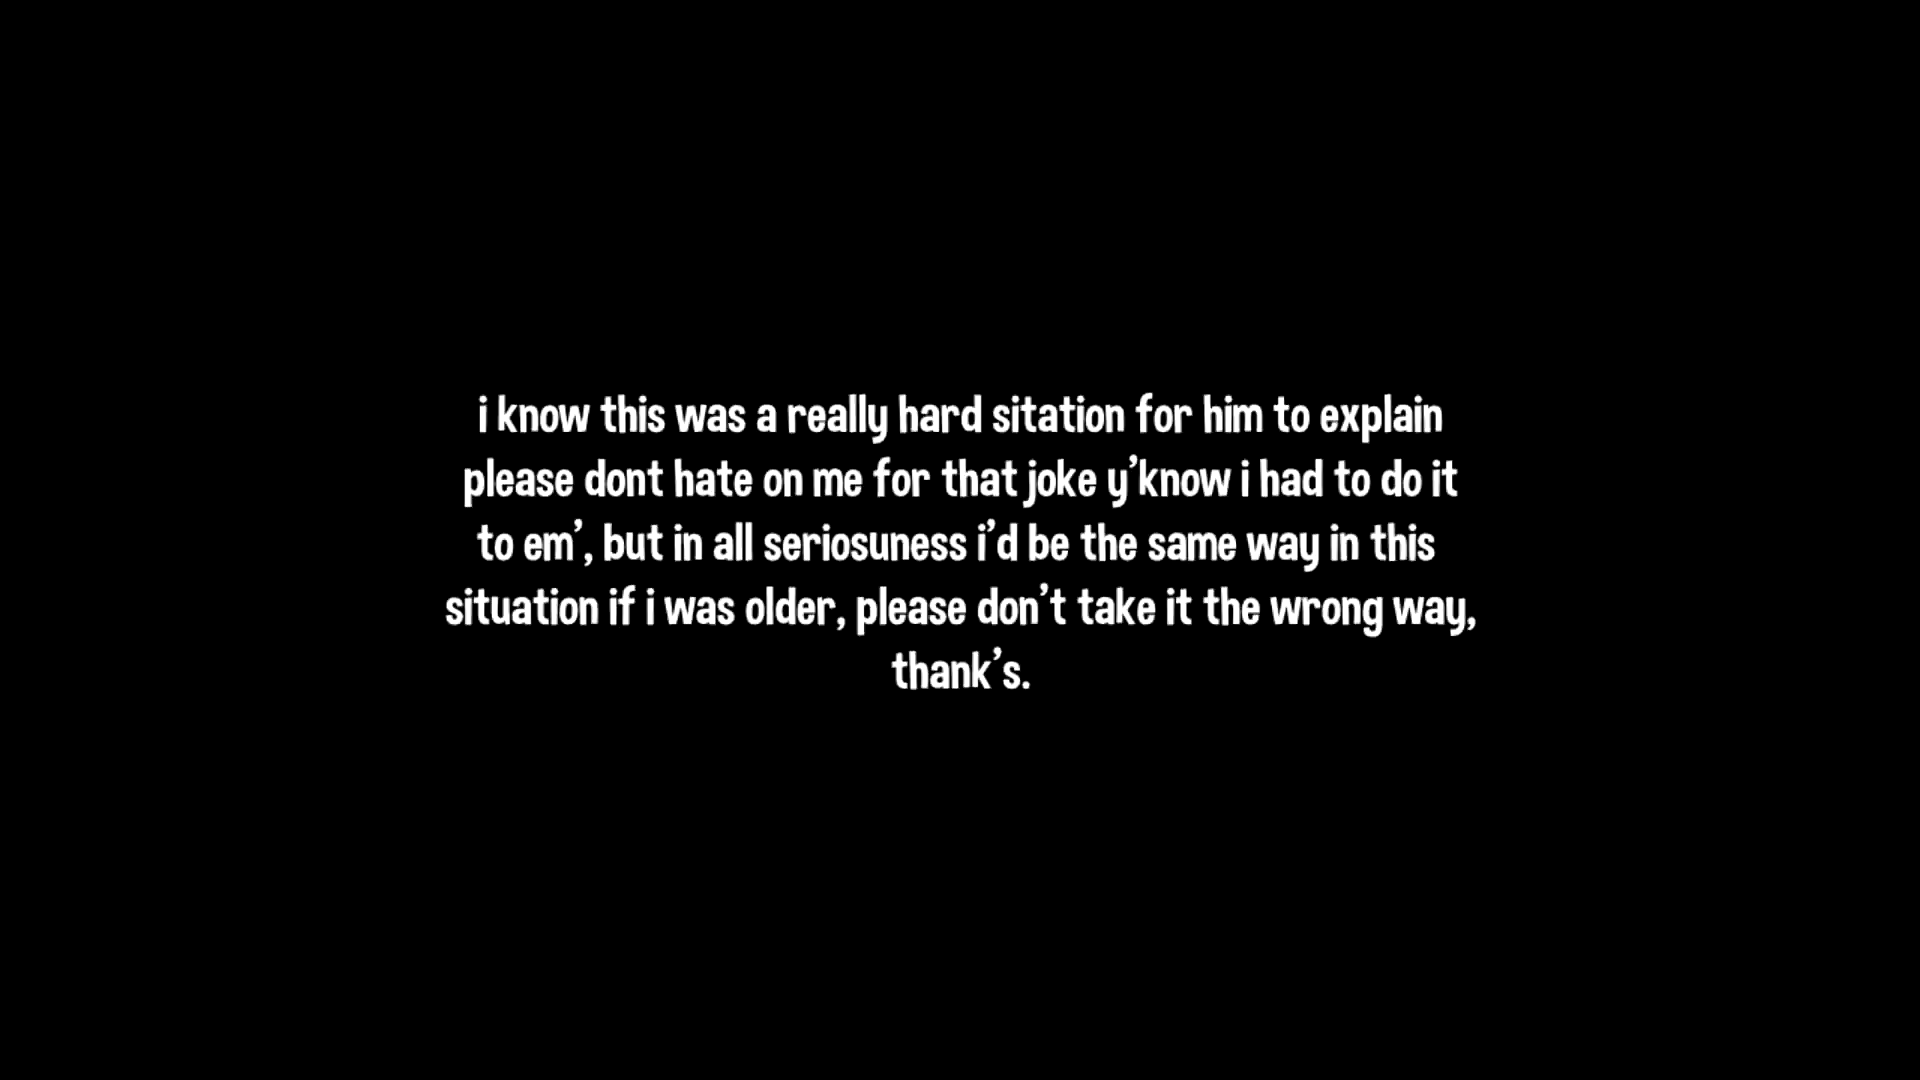 i know this was a really hard sitation for him to explain
please dont hate on me for that joke y’know i had to do it
to em’, but in all seriosuness i’d be the same way in this
situation if i was older, please don’t take it the wrong way,
thank’s.